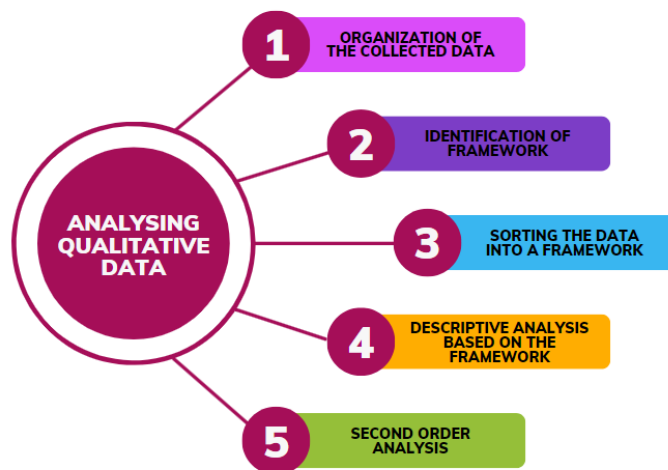 ANALYSING
QUALITATIVE
DATA
1
ORGANIZATION OF
THE COLLECTED DATA
2
IDENTIFICATION OF
FRAMEWORK
3
SORTING THE DATA
INTO A FRAMEWORK
4
DESCRIPTIVE ANALYSIS
BASED ON THE
FRAMEWORK
5
SECOND ORDER
ANALYSIS